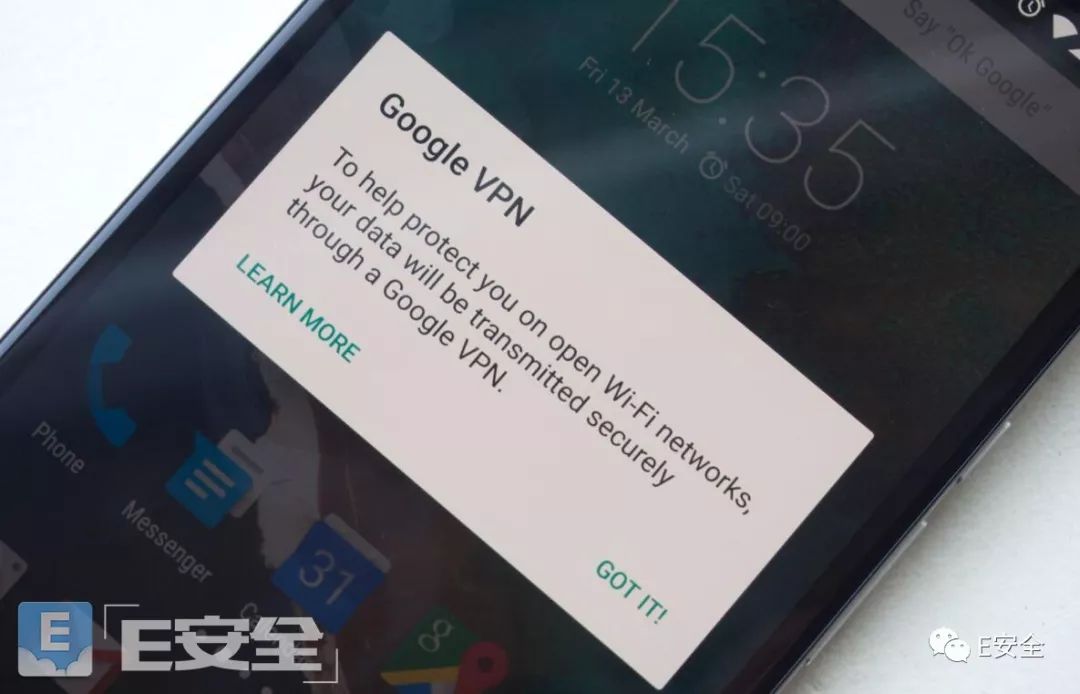 Say "Ok Google"
15:35
Fri 13 March Sat 09:00
Google VPN
To help protect you on open Wi-Fi networks,
your data will be transmitted securely
through a Google VPN.
LEARN MORE
GOT IT!
Phone
Messenger
31
8
E
E安全
E安全